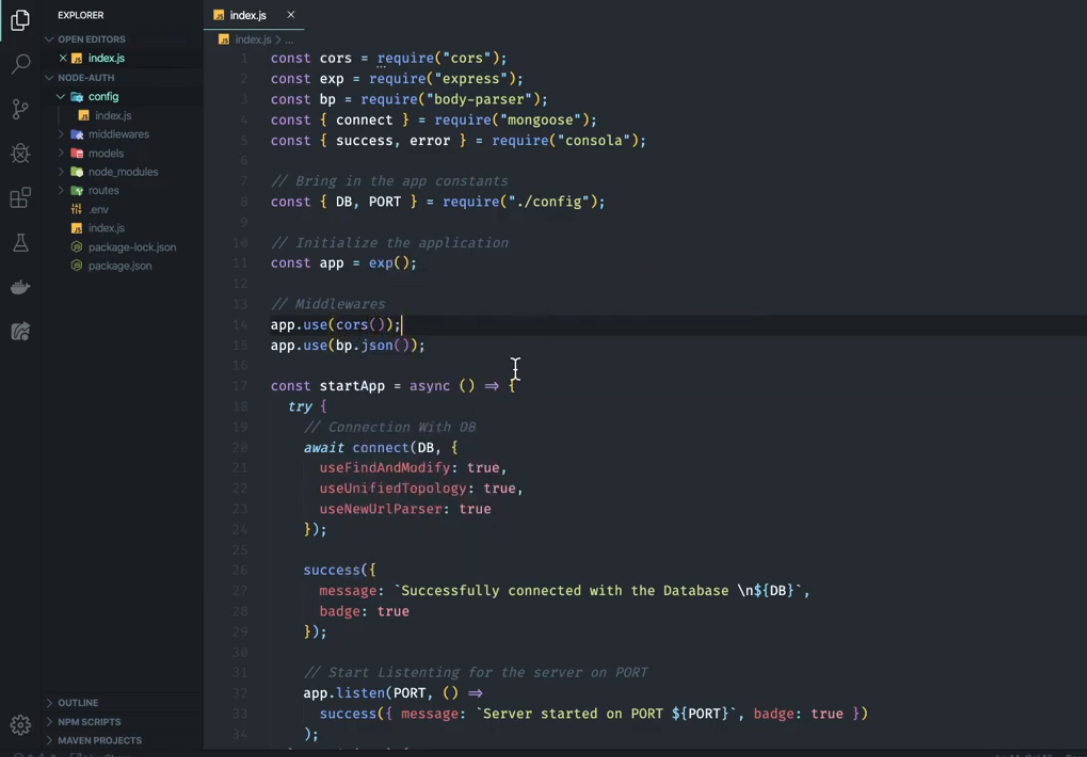 EXPLORER
OPEN EDITORS
index.js
NODE-AUTH
config
index.js
middlewares
models
node_modules
routes
.env
index.js
package-lock.json
package.json
OUTLINE
NPM SCRIPTS
MAVEN PROJECTS
index.js
index.js > ...
1 const cors = require("cors");
2 const exp = require("express");
3 const bp = require("body-parser");
4 const { connect } = require("mongoose");
5 const { success, error } = require("consola");
6
7 // Bring in the app constants
8 const { DB, PORT } = require("./config");
9
10 // Initialize the application
11 const app = exp();
12
13 // Middlewares
14 app.use(cors());
15 app.use(bp.json());
16
17 const startApp = async () => {
18 try {
19 // Connection With DB
20 await connect(DB, {
21 useFindAndModify: true,
22 useUnifiedTopology: true,
23 useNewUrlParser: true
24 });
25
26 success({
27 message: `Successfully connected with the Database \n${DB}`,
28 badge: true
29 });
30
31 // Start Listenting for the server on PORT
32 app.listen(PORT, () =>
33 success({ message: `Server started on PORT ${PORT}`, badge: true })
34 );